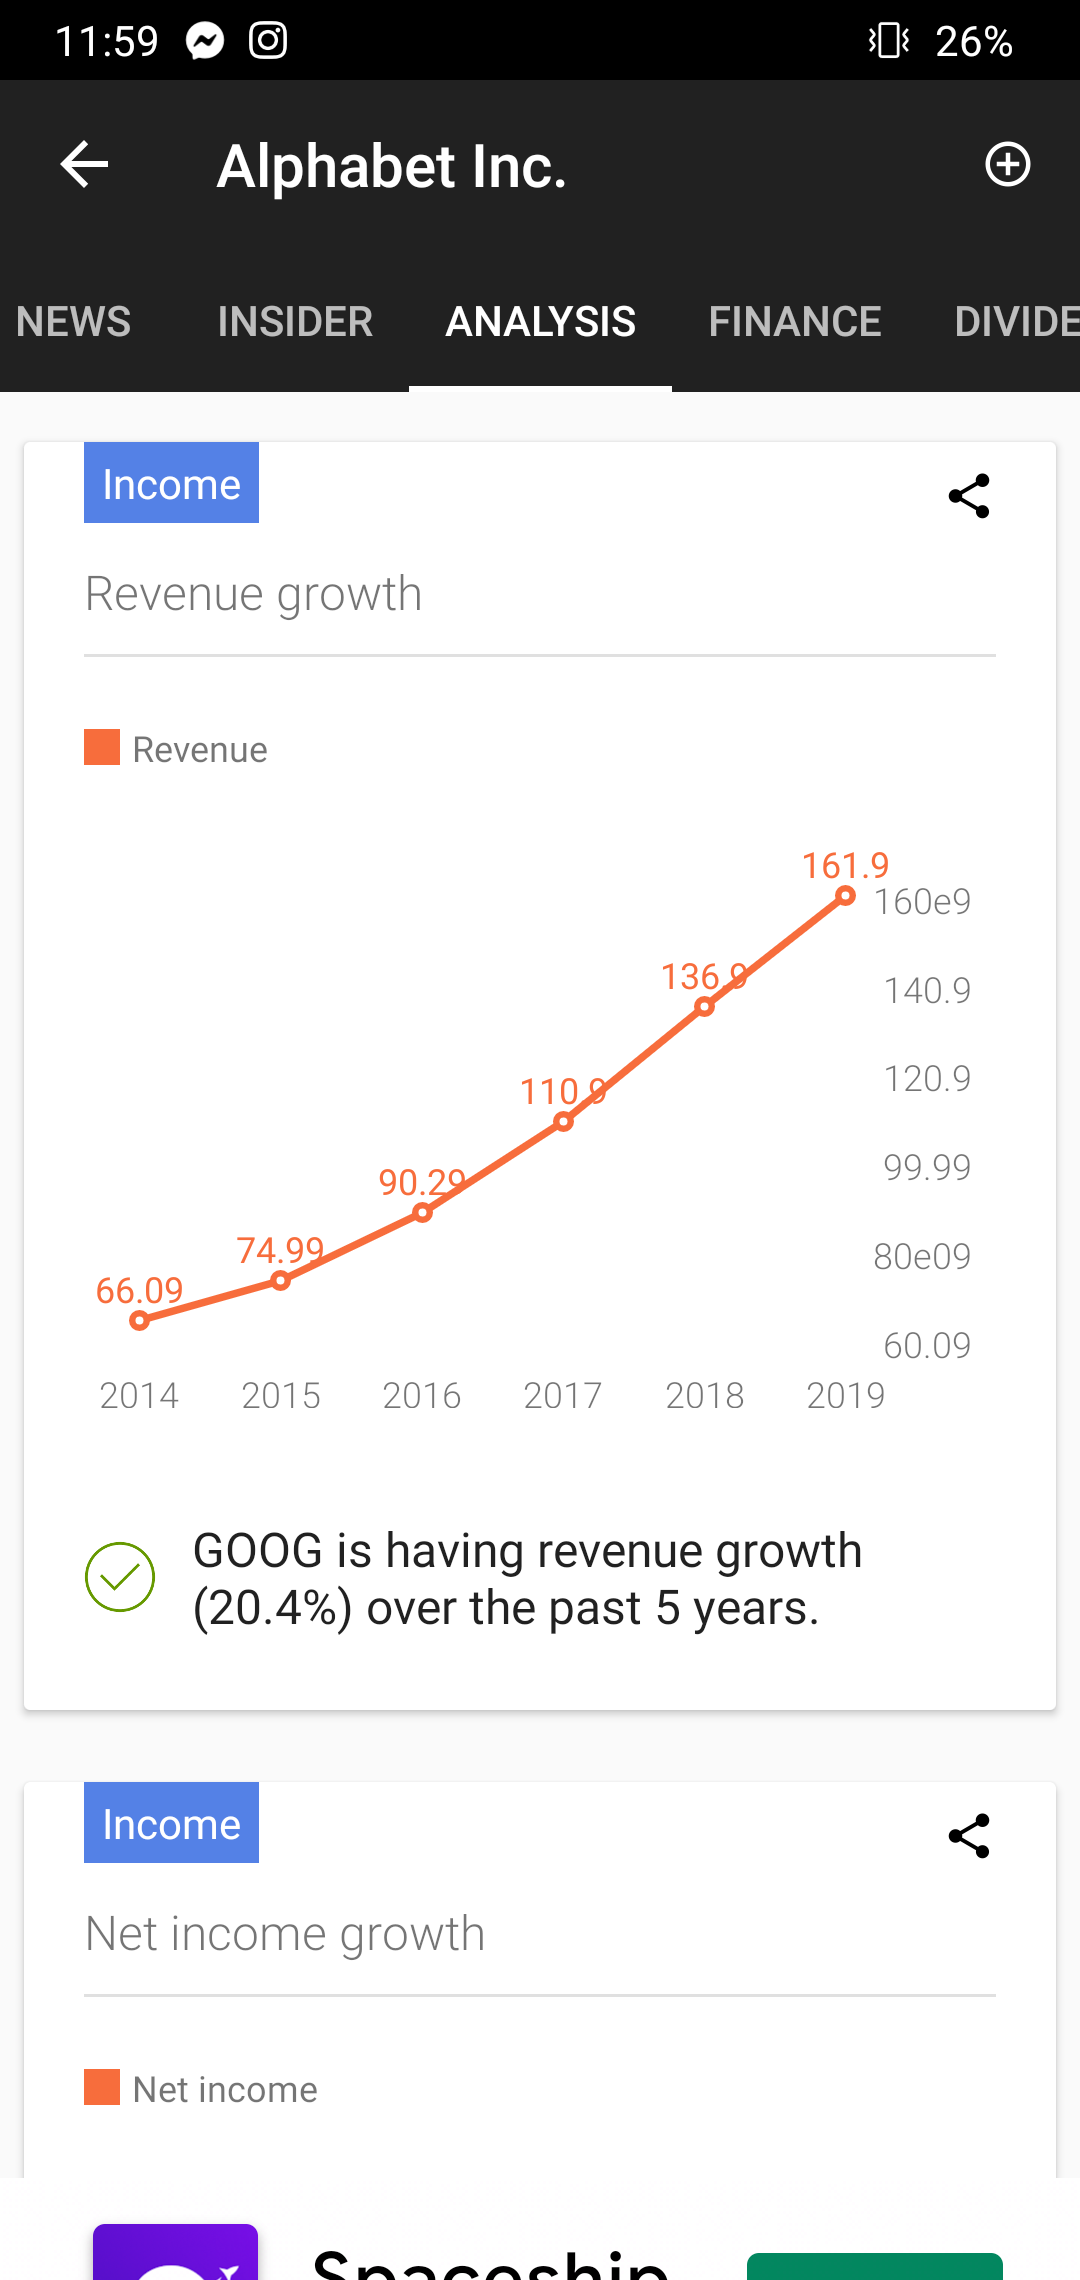 11:59
26%
Alphabet Inc.
NEWS INSIDER ANALYSIS FINANCE DIVIDE
Income
Revenue growth
Revenue
161.9
160e9
136.9
140.9
120.9
110.9
99.99
90.29
80e09
74.99
66.09
60.09
2014 2015 2016 2017 2018 2019
GOOG is having revenue growth
(20.4%) over the past 5 years.
Income
Net income growth
Net income
Spaceship